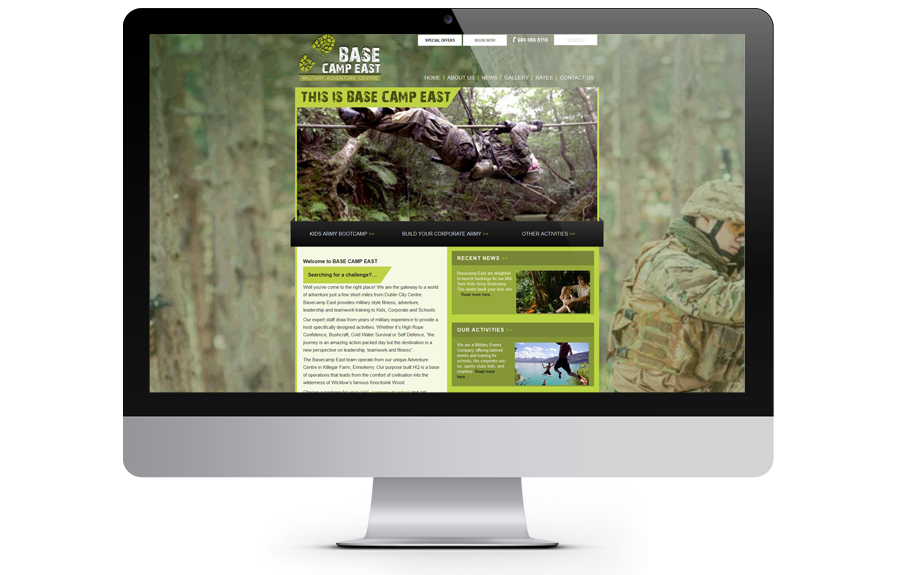 SPECIAL OFFERS
BOOK NOW
086 066 5116
BASE
CAMP EAST
MILITARY ADVENTURE CENTRE
HOME | ABOUT US | NEWS | GALLERY | RATES | CONTACT US
THIS IS BASE CAMP EAST
KIDS ARMY BOOTCAMP >>
BUILD YOUR CORPORATE ARMY >>
OTHER ACTIVITIES >>
Welcome to BASE CAMP EAST
Searching for a challenge?...
Well you've come to the right place! We are the gateway to a world
of adventure just a few short miles from Dublin City Centre.
Basecamp East provides military style fitness, adventure,
leadership and teamwork training to Kids, Corporate and Schools.
Our expert staff draw from years of military experience to provide a
host specifically designed activities. Whether it's High Rope
Confidence, Bushcraft, Cold Water Survival or Self Defence, "the
journey is an amazing action packed day but the destination is a
new perspective on leadership, teamwork and fitness".
The Basecamp East team operate from our unique Adventure
Centre in Killegar Farm, Enniskerry. Our purpose built HQ is a base
of operations that leads from the comfort of civilisation into the
wilderness of Wicklow's famous Knocksink Wood
RECENT NEWS >>
Basecamp East are delighted
to launch bookings for our Mid
Term Kids Army Bootcamp.
This winter
Read more here...
OUR ACTIVITIES >>
We are a Military Events
Company offering tailored
events and training for
schools, the corporate sec-
tor, sports clubs kids, and
charities. Read more
here...